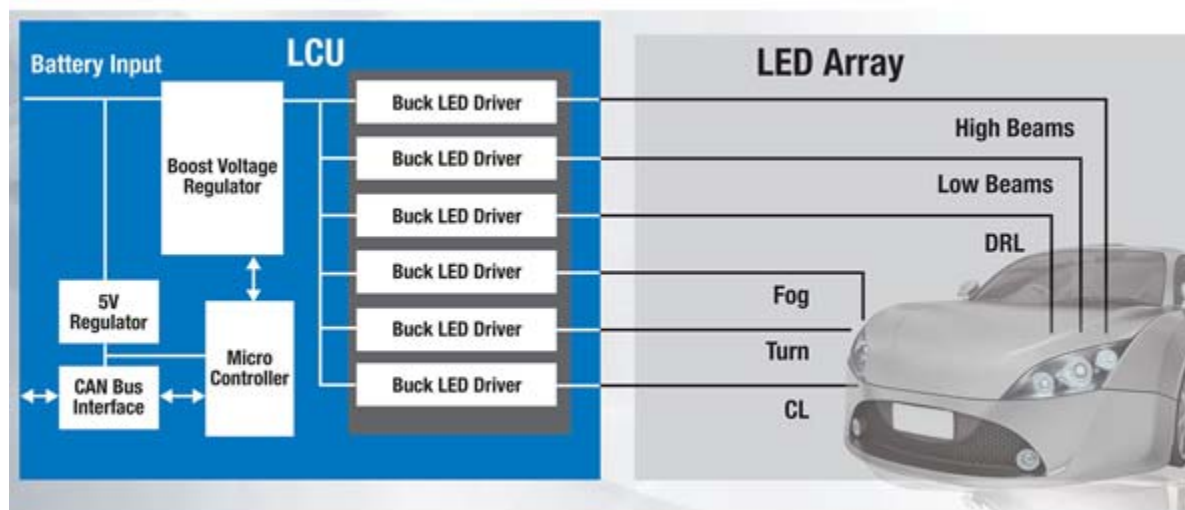 LCU
Battery Input
Boost Voltage
Regulator
5V
Regulator
CAN Bus
Interface
Micro
Controller
Buck LED Driver
Buck LED Driver
Buck LED Driver
Buck LED Driver
Buck LED Driver
Buck LED Driver
LED Array
High Beams
Low Beams
DRL
Fog
Turn
CL